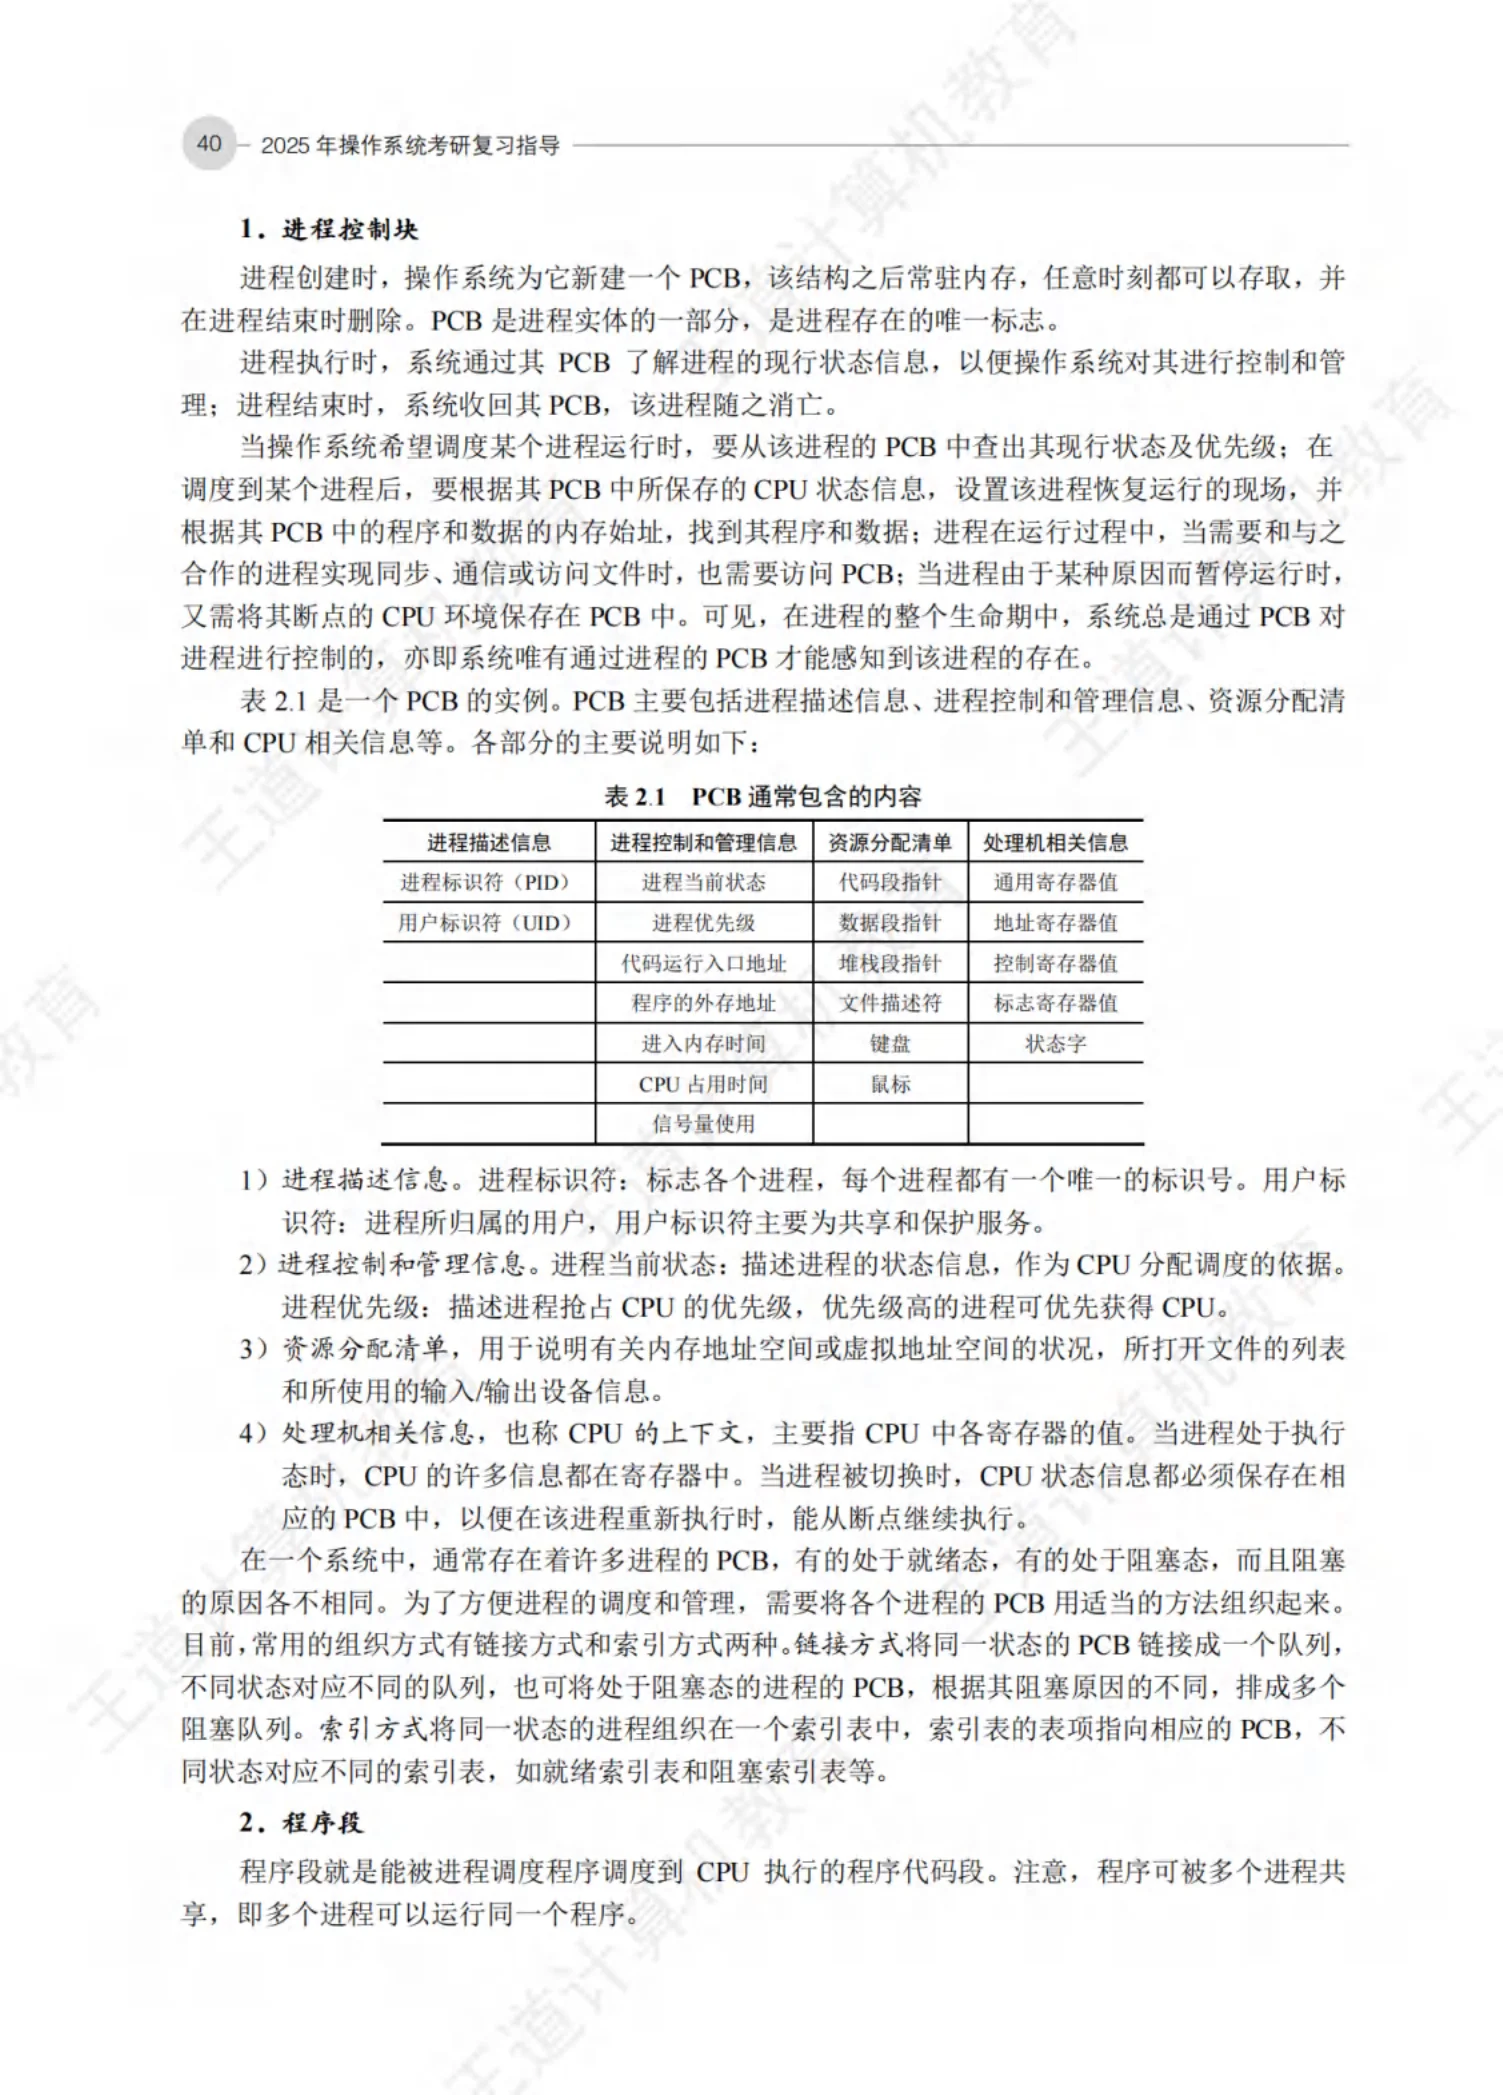 40 2025 年操作系统考研复习指导
1. 进程控制块
进程创建时，操作系统为它新建一个 PCB，该结构之后常驻内存，任意时刻都可以存取，并
在进程结束时删除。PCB 是进程实体的一部分，是进程存在的唯一标志。
进程执行时，系统通过其 PCB 了解进程的现行状态信息，以便操作系统对其进行控制和管
理；进程结束时，系统收回其 PCB，该进程随之消亡。
当操作系统希望调度某个进程运行时，要从该进程的 PCB 中查出其现行状态及优先级；在
调度到某个进程后，要根据其 PCB 中所保存的 CPU 状态信息，设置该进程恢复运行的现场，并
根据其 PCB 中的程序和数据的内存始址，找到其程序和数据；进程在运行过程中，当需要和与之
合作的进程实现同步、通信或访问文件时，也需要访问 PCB；当进程由于某种原因而暂停运行时，
又需将其断点的 CPU 环境保存在 PCB 中。可见，在进程的整个生命期中，系统总是通过 PCB 对
进程进行控制的，亦即系统唯有通过进程的 PCB 才能感知到该进程的存在。
表 2.1 是一个 PCB 的实例。PCB 主要包括进程描述信息、进程控制和管理信息、资源分配清
单和 CPU 相关信息等。各部分的主要说明如下：
表 2.1 PCB 通常包含的内容
进程描述信息 进程控制和管理信息 资源分配清单 处理机相关信息
进程标识符（PID） 进程当前状态 代码段指针 通用寄存器值
用户标识符（UID） 进程优先级 数据段指针 地址寄存器值
代码运行入口地址 堆栈段指针 控制寄存器值
程序的外存地址 文件描述符 标志寄存器值
进入内存时间 键盘 状态字
CPU 占用时间 鼠标
信号量使用
1）进程描述信息。进程标识符：标志各个进程，每个进程都有一个唯一的标识号。用户标
识符：进程所归属的用户，用户标识符主要为共享和保护服务。
2）进程控制和管理信息。进程当前状态：描述进程的状态信息，作为 CPU 分配调度的依据。
进程优先级：描述进程抢占 CPU 的优先级，优先级高的进程可优先获得 CPU。
3）资源分配清单，用于说明有关内存地址空间或虚拟地址空间的状况，所打开文件的列表
和所使用的输入/输出设备信息。
4）处理机相关信息，也称 CPU 的上下文，主要指 CPU 中各寄存器的值。当进程处于执行
态时，CPU 的许多信息都在寄存器中。当进程被切换时，CPU 状态信息都必须保存在相
应的 PCB 中，以便在该进程重新执行时，能从断点继续执行。
在一个系统中，通常存在着许多进程的 PCB，有的处于就绪态，有的处于阻塞态，而且阻塞
的原因各不相同。为了方便进程的调度和管理，需要将各个进程的 PCB 用适当的方法组织起来。
目前，常用的组织方式有链接方式和索引方式两种。链接方式将同一状态的 PCB 链接成一个队列，
不同状态对应不同的队列，也可将处于阻塞态的进程的 PCB，根据其阻塞原因的不同，排成多个
阻塞队列。索引方式将同一状态的进程组织在一个索引表中，索引表的表项指向相应的 PCB，不
同状态对应不同的索引表，如就绪索引表和阻塞索引表等。
2. 程序段
程序段就是能被进程调度程序调度到 CPU 执行的程序代码段。注意，程序可被多个进程共
享，即多个进程可以运行同一个程序。
王道计算机教育
王道计算机教育
王道计算机教育
王道计算机教育
王道计算机教育
王道计算机教育
王道计算机教育
教育
王道